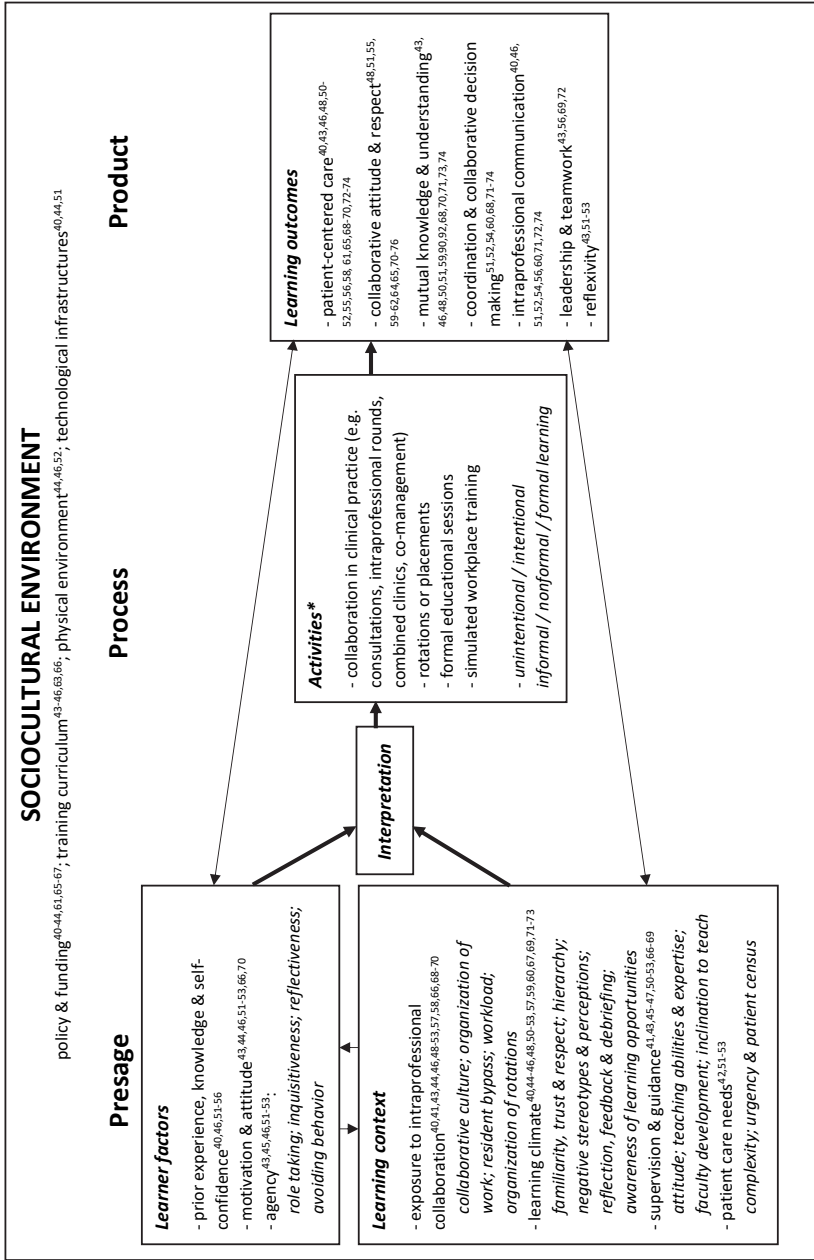 SOCIOCULTURAL ENVIRONMENT
policy & funding40-44,61,65-67; training curriculum43-46,63,66; physical environment44,46,52; technological infrastructures40,44,51
Presage
Process
Product
Learner factors
- prior experience, knowledge & self-
confidence40,46,51-56
- motivation & attitude43,44,46,51-53,66,70
- agency43,45,46,51-53:
role taking; inquisitiveness; reflectiveness;
avoiding behavior
Learning context
- exposure to intraprofessional
collaboration40,41,43,44,46,48-53,57,58,66,68-70
collaborative culture; organization of
work; resident bypass; workload;
organization of rotations
- learning climate40,44-46,48,50-53,57,59,60,67,69,71-73
familiarity, trust & respect; hierarchy;
negative stereotypes & perceptions;
reflection, feedback & debriefing;
awareness of learning opportunities
- supervision & guidance41,43,45-47,50-53,66-69
attitude; teaching abilities & expertise;
faculty development; inclination to teach
- patient care needs42,51-53
complexity; urgency & patient census
Interpretation
Activities*
- collaboration in clinical practice (e.g.
consultations, intraprofessional rounds,
combined clinics, co-management)
- rotations or placements
- formal educational sessions
- simulated workplace training
- unintentional / intentional
informal / nonformal / formal learning
Learning outcomes
- patient-centered care40,43,46,48,50-
52,55,56,58, 61,65,68-70,72-74
- collaborative attitude & respect48,51,55,
59-62,64,65,70-76
- mutual knowledge & understanding43,
46,48,50,51,59,90,92,68,70,71,73,74
- coordination & collaborative decision
making51,52,54,60,68,71-74
- intraprofessional communication40,46,
51,52,54,56,60,71,72,74
- leadership & teamwork43,56,69,72
- reflexivity43,51-53